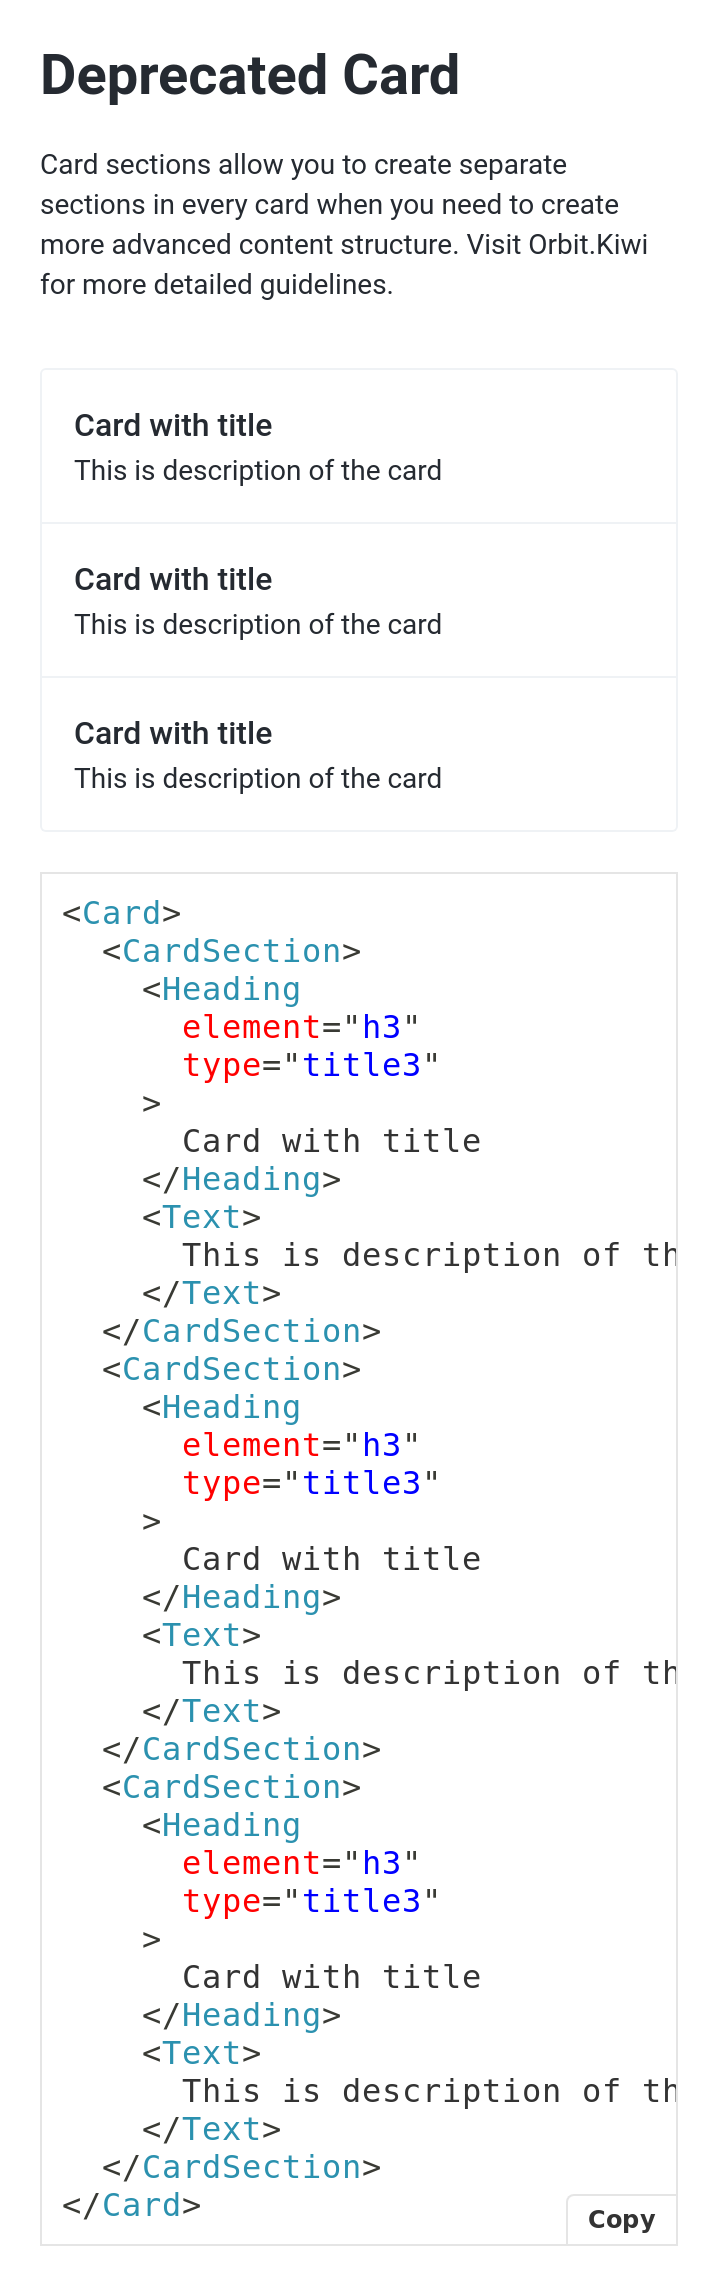 Deprecated Card
Card sections allow you to create separate
sections in every card when you need to create
more advanced content structure. Visit Orbit.Kiwi
for more detailed guidelines.
Card with title
This is description of the card
Card with title
This is description of the card
Card with title
This is description of the card
<Card>
  <CardSection>
    <Heading
      element="h3"
      type="title3"
    >
      Card with title
    </Heading>
    <Text>
      This is description of th
    </Text>
  </CardSection>
  <CardSection>
    <Heading
      element="h3"
      type="title3"
    >
      Card with title
    </Heading>
    <Text>
      This is description of th
    </Text>
  </CardSection>
  <CardSection>
    <Heading
      element="h3"
      type="title3"
    >
      Card with title
    </Heading>
    <Text>
      This is description of th
    </Text>
  </CardSection>
</Card>
Copy